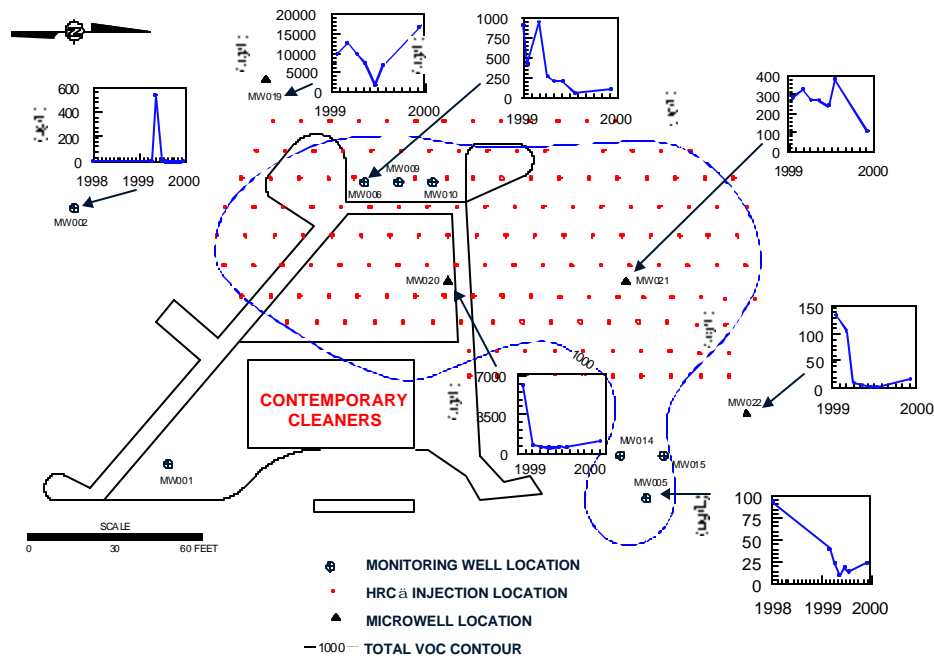 20000
15000
10000
5000
0
1999
2000
MW019
1000
750
500
250
0
1999
2000
400
300
200
100
0
1999
2000
600
400
200
0
1998
1999
2000
MW002
MW009
MW006
MW010
MW020
MW021
150
100
50
0
1999
2000
MW022
1000
7000
3500
0
1999
2000
CONTEMPORARY
CLEANERS
MW014
MW015
MW005
MW001
100
75
50
25
0
1998
1999
2000
SCALE
0 30 60 FEET
MONITORING WELL LOCATION
HRCä INJECTION LOCATION
MICROWELL LOCATION
1000 TOTAL VOC CONTOUR